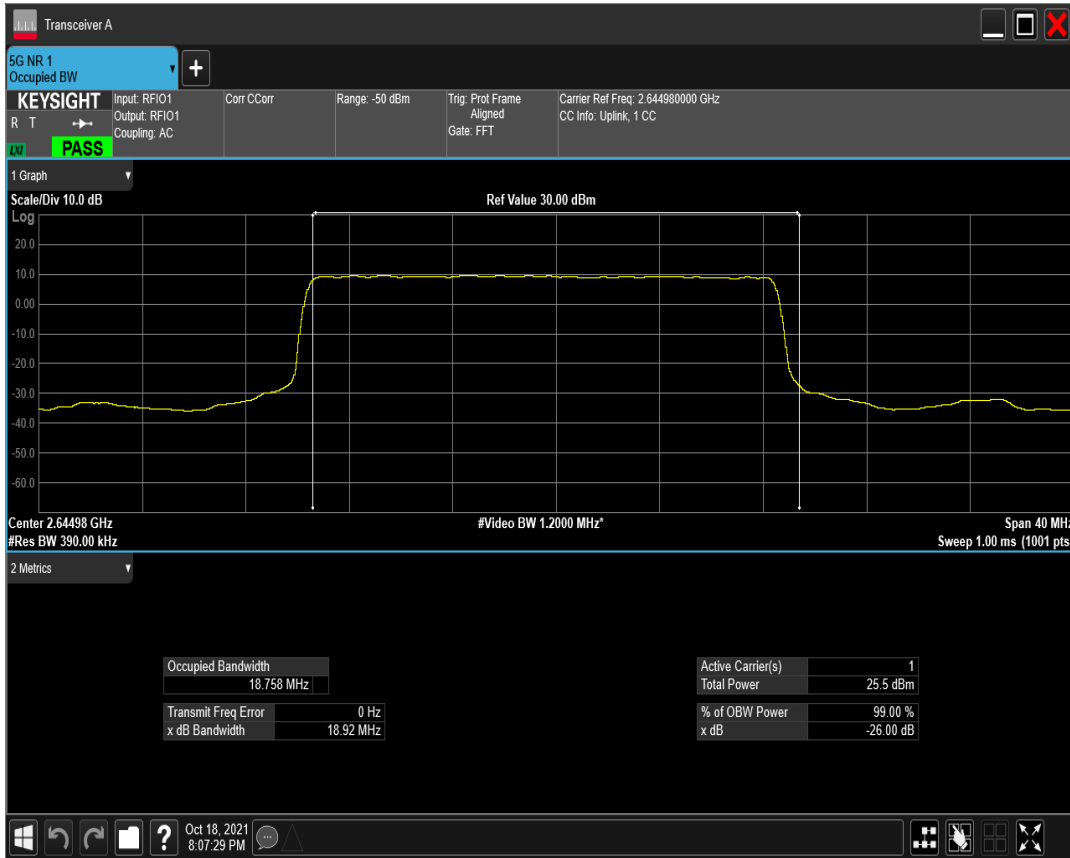 Transceiver A
5G NR 1
Occupied BW
KEYSIGHT
R T
LXI
PASS
Input: RFIO1
Output: RFIO1
Coupling: AC
Corr CCorr
Range: -50 dBm
Trig: Prot Frame
Aligned
Gate: FFT
Carrier Ref Freq: 2.644980000 GHz
CC Info: Uplink, 1 CC
1 Graph
Scale/Div 10.0 dB
Ref Value 30.00 dBm
Log
20.0
10.0
0.00
-10.0
-20.0
-30.0
-40.0
-50.0
-60.0
Center 2.64498 GHz
#Video BW 1.2000 MHz*
Span 40 MHz
#Res BW 390.00 kHz
Sweep 1.00 ms (1001 pts
2 Metrics
Occupied Bandwidth
18.758 MHz
Transmit Freq Error 0 Hz
x dB Bandwidth 18.92 MHz
Active Carrier(s) 1
Total Power 25.5 dBm
% of OBW Power 99.00 %
x dB -26.00 dB
?
Oct 18, 2021
8:07:29 PM